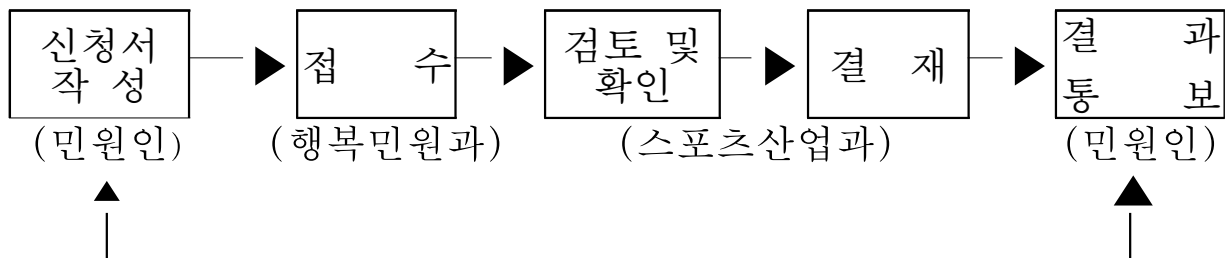 신청서
작 성
접 수
검토 및
확인
결 재
결 과
통 보
(민원인)
(행복민원과)
(스포츠산업과)
(민원인)